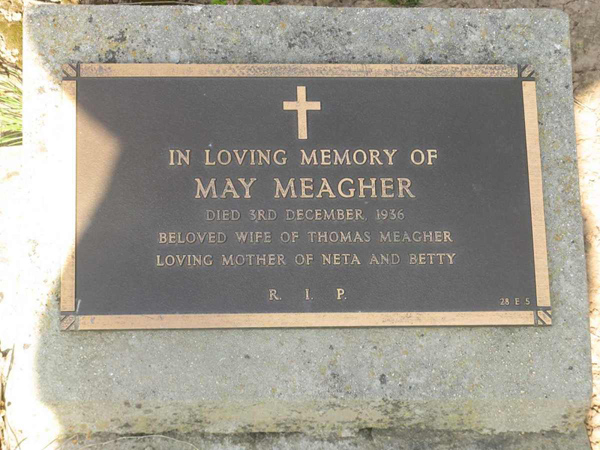 IN LOVING MEMORY OF
MAY MEAGHER
DIED 3RD DECEMBER, 1936
BELOVED WIFE OF THOMAS MEAGHER
LOVING MOTHER OF NETA AND BETTY
R. I. P.
28 E 5